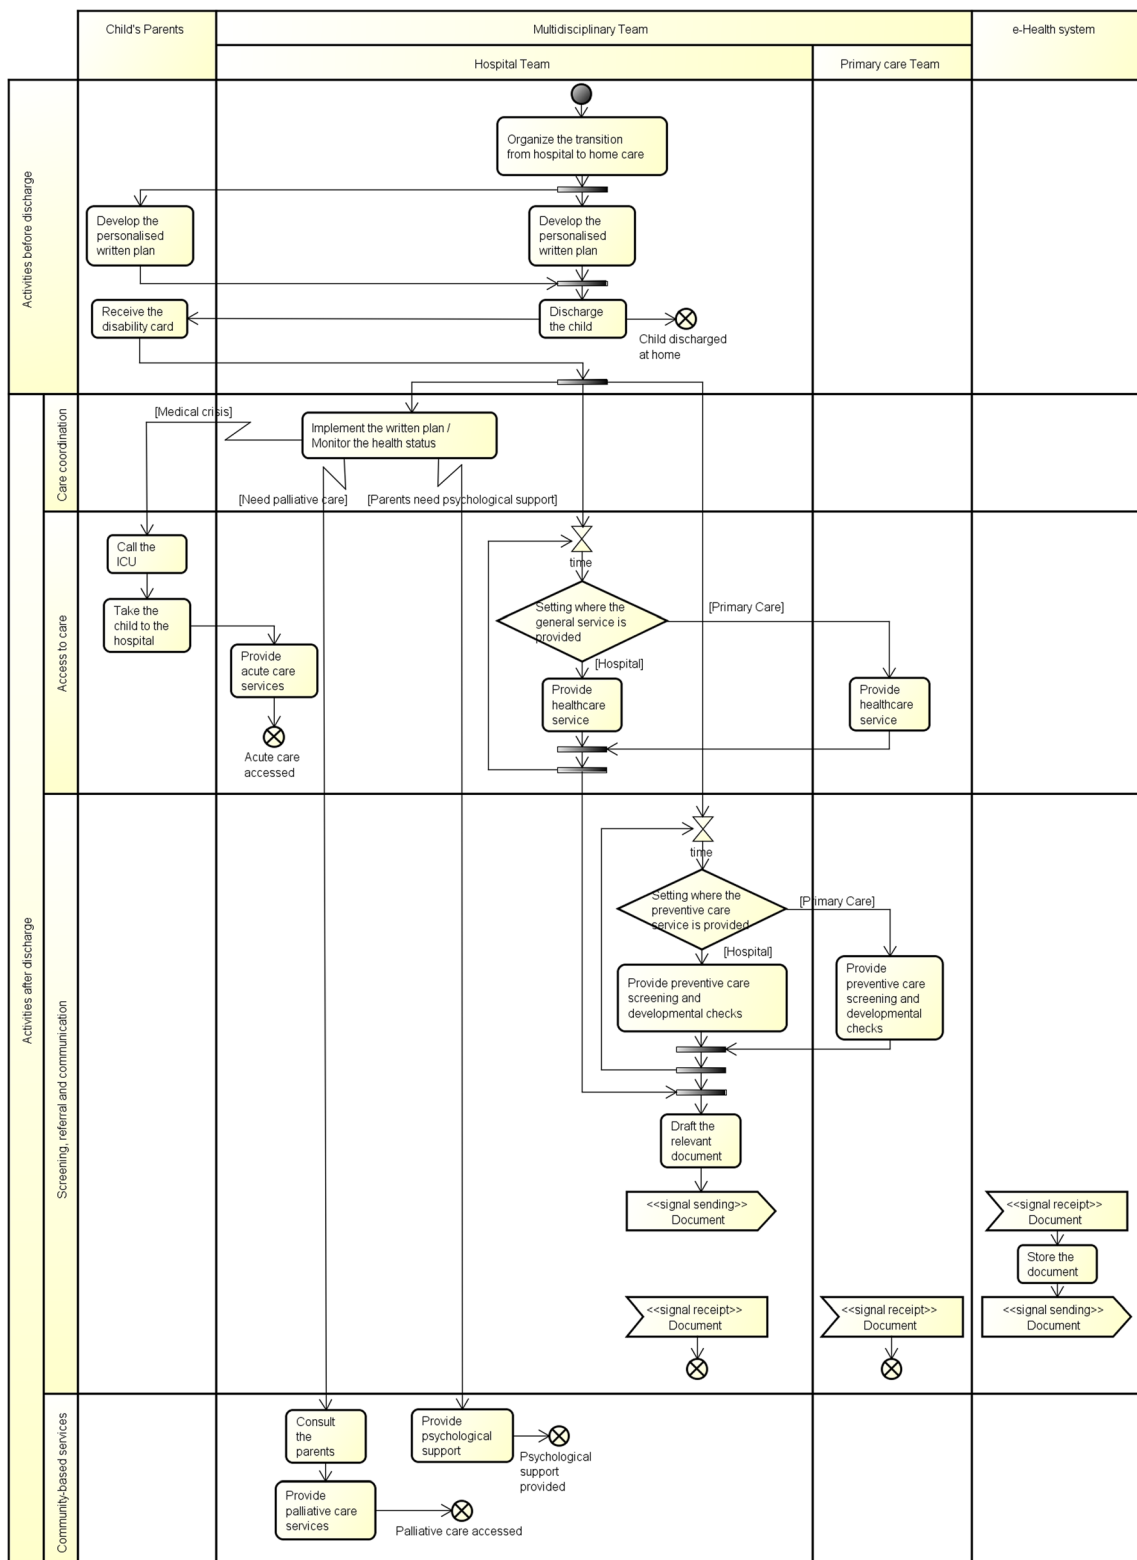 Child's Parents
Multidisciplinary Team
e-Health system
Hospital Team
Primary care Team
Activities before discharge
Organize the transition
from hospital to home care
Develop the
personalised
written plan
Develop the
personalised
written plan
Receive the
disability card
Discharge
the child
Child discharged
at home
Activities after discharge
Care coordination
[Medical crisis]
Implement the written plan /
Monitor the health status
[Need palliative care]
[Parents need psychological support]
Access to care
Call the
ICU
time
Take the
child to the
hospital
Setting where the
general service is
provided
[Primary Care]
[Hospital]
Provide
acute care
services
Provide
healthcare
service
Provide
healthcare
service
Acute care
accessed
Screening, referral and communication
time
Setting where the
preventive care
service is provided
[Primary Care]
[Hospital]
Provide preventive care
screening and
developmental checks
Provide
preventive care
screening and
developmental
checks
Draft the
relevant
document
<<signal sending>>
Document
<<signal receipt>>
Document
Store the
document
<<signal receipt>>
Document
<<signal receipt>>
Document
<<signal sending>>
Document
Community-based services
Consult
the
parents
Provide
psychological
support
Psychological
support
provided
Provide
palliative care
services
Palliative care accessed